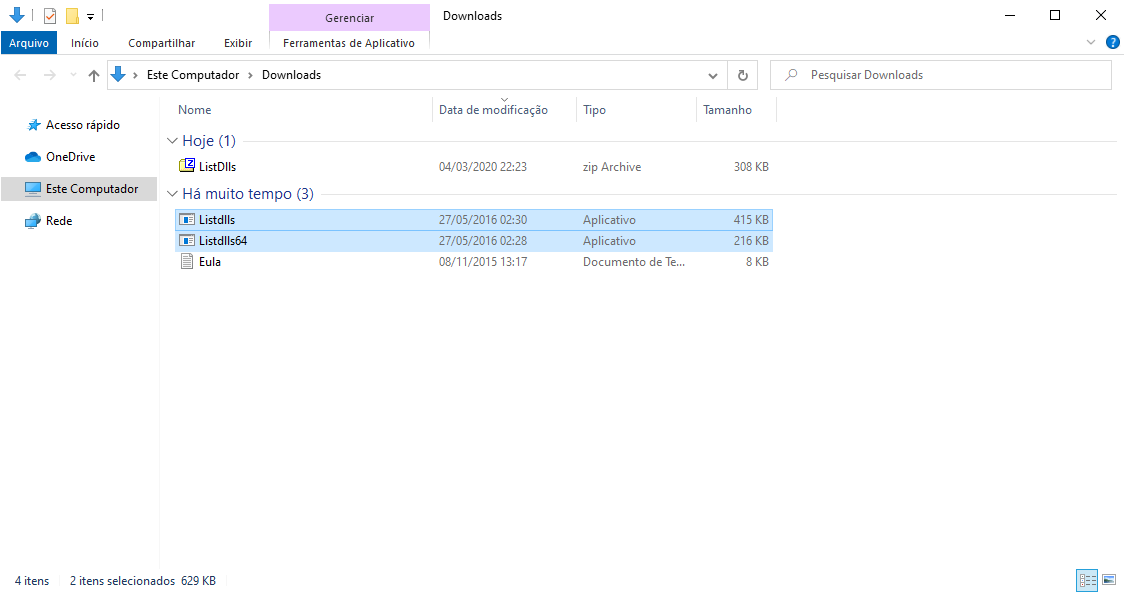 Gerenciar Downloads
Arquivo Início Compartilhar Exibir Ferramentas de Aplicativo ?
Este Computador Downloads Pesquisar Downloads
Nome Data de modificação Tipo Tamanho
Acesso rápido
OneDrive
Este Computador
Rede
Hoje (1)
ListDlls 04/03/2020 22:23 zip Archive 308 KB
Há muito tempo (3)
Listdlls 27/05/2016 02:30 Aplicativo 415 KB
Listdlls64 27/05/2016 02:28 Aplicativo 216 KB
Eula 08/11/2015 13:17 Documento de Te... 8 KB
4 itens 2 itens selecionados 629 KB